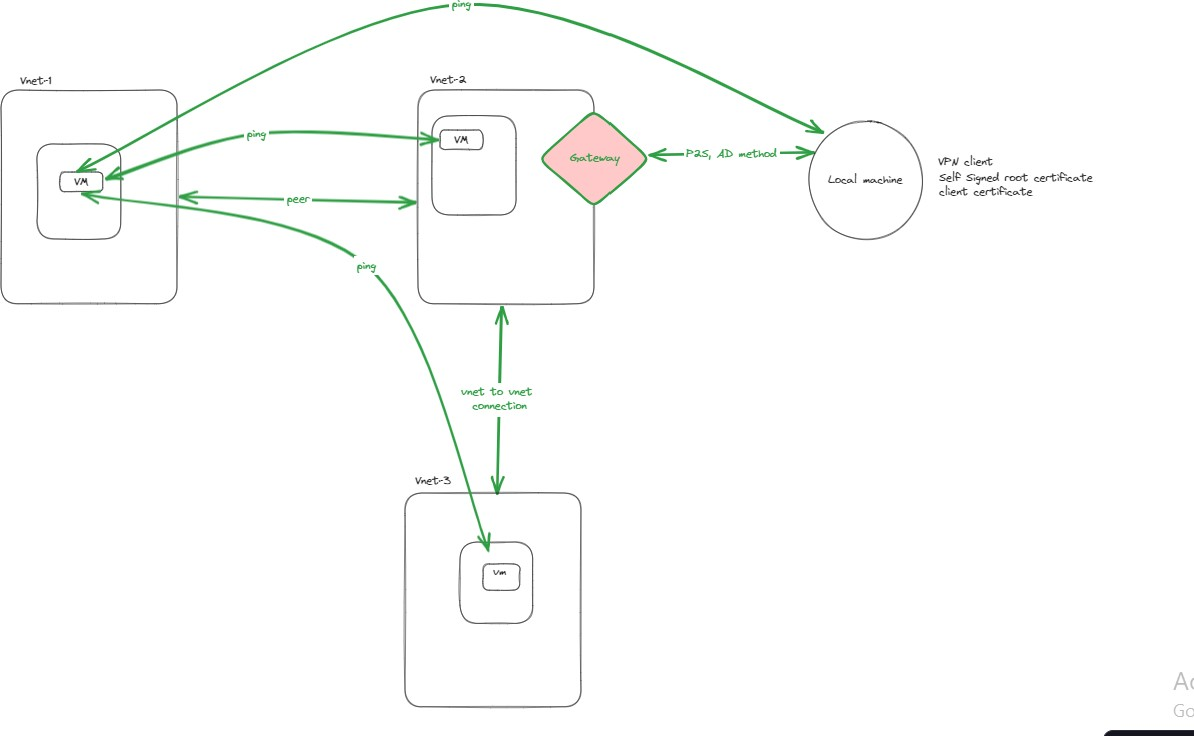 ping
Vnet-1
Vnet-2
ping
VM
Gateway
P2S, AD method
VPN client
Self Signed root certificate
client certificate
Local machine
VM
peer
ping
vnet to vnet
connection
Vnet-3
Vm